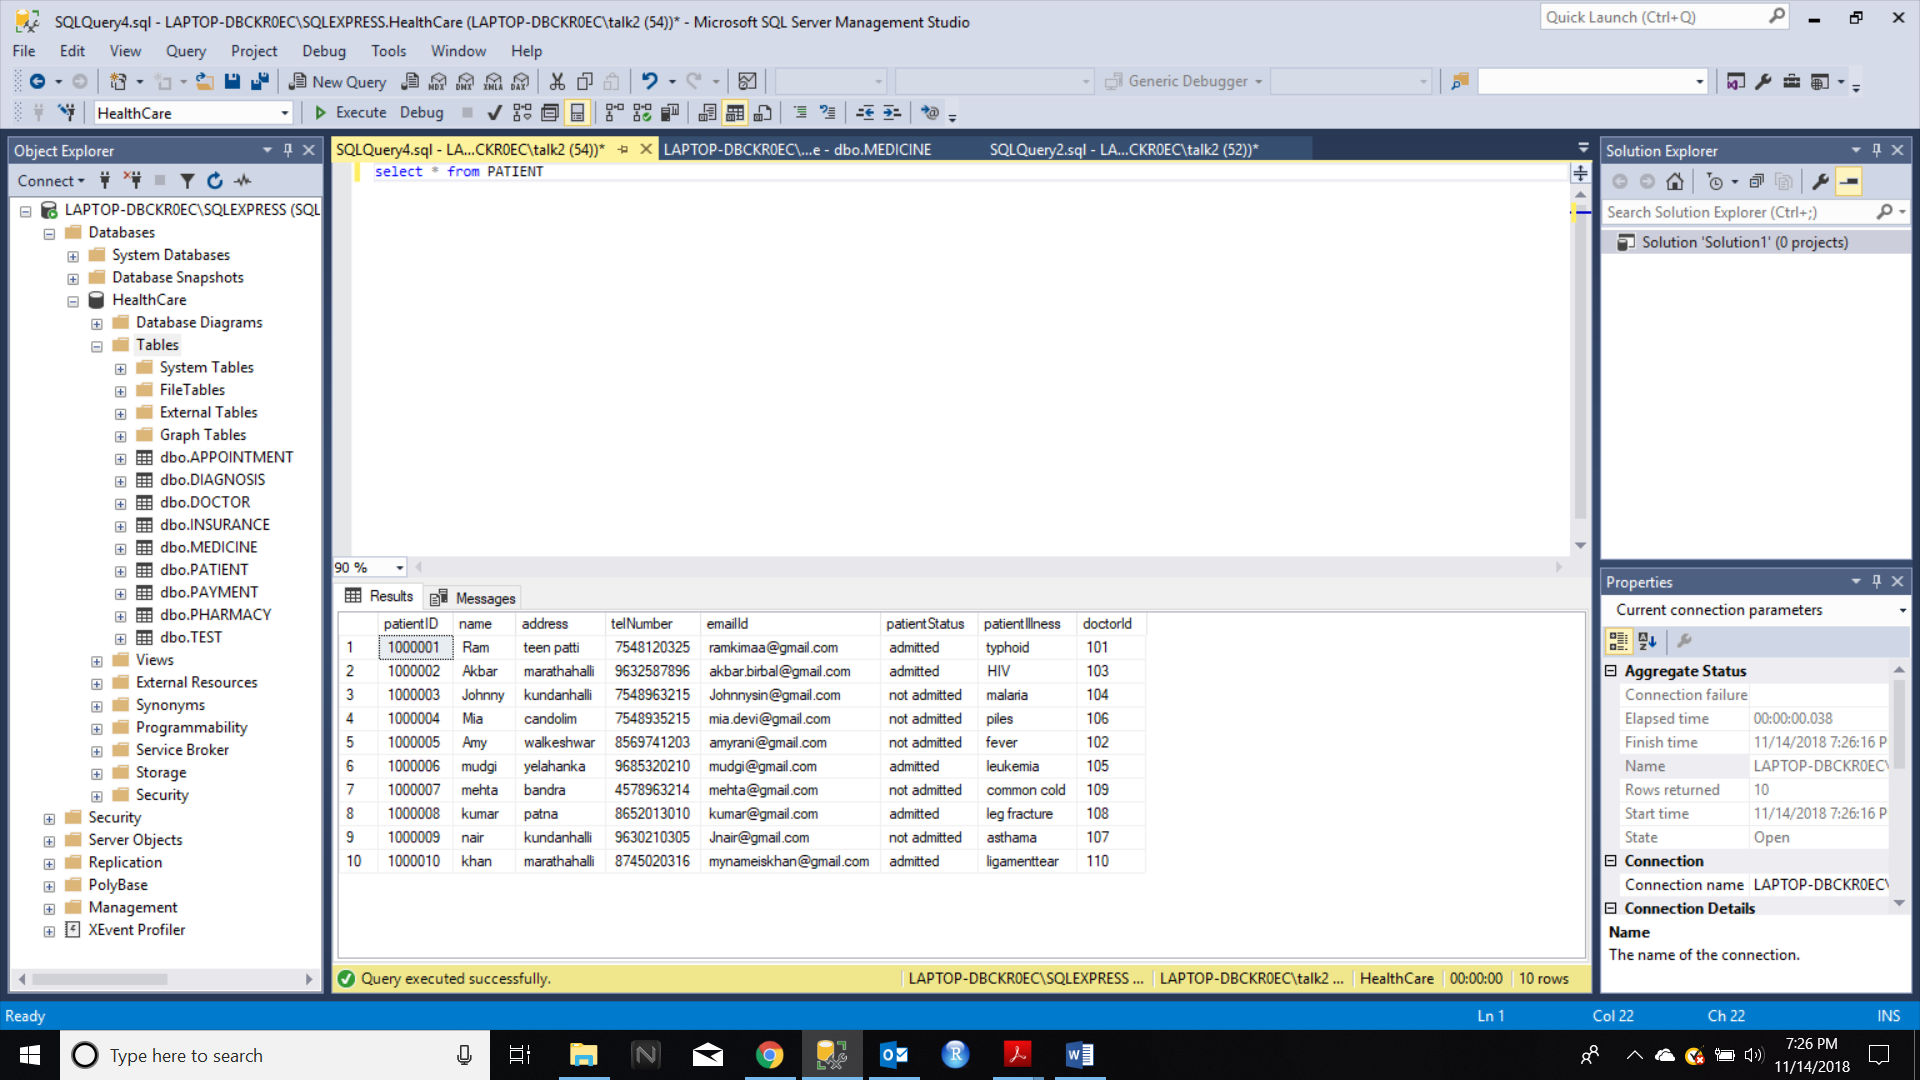 SQLQuery4.sql - LAPTOP-DBCKR0EC\SQLEXPRESS.HealthCare (LAPTOP-DBCKR0EC\talk2 (54))* - Microsoft SQL Server Management Studio
Quick Launch (Ctrl+Q)
File Edit View Query Project Debug Tools Window Help
New Query MDX DMX XMLA DAX Generic Debugger
HealthCare Execute Debug
Object Explorer
Connect
LAPTOP-DBCKR0EC\SQLEXPRESS (SQL
Databases
System Databases
Database Snapshots
HealthCare
Database Diagrams
Tables
System Tables
FileTables
External Tables
Graph Tables
dbo.APPOINTMENT
dbo.DIAGNOSIS
dbo.DOCTOR
dbo.INSURANCE
dbo.MEDICINE
dbo.PATIENT
dbo.PAYMENT
dbo.PHARMACY
dbo.TEST
Views
External Resources
Synonyms
Programmability
Service Broker
Storage
Security
Security
Server Objects
Replication
PolyBase
Management
XEvent Profiler
SQLQuery4.sql - LA...CKR0EC\talk2 (54))* LAPTOP-DBCKR0EC\...e - dbo.MEDICINE SQLQuery2.sql - LA...CKR0EC\talk2 (52))*
select * from PATIENT
90 %
Results Messages
patientID name address telNumber emailId patientStatus patientIllness doctorId
1 1000001 Ram teen patti 7548120325 ramkimaa@gmail.com admitted typhoid 101
2 1000002 Akbar marathahalli 9632587896 akbar.birbal@gmail.com admitted HIV 103
3 1000003 Johnny kundanhalli 7548963215 Johnnysin@gmail.com not admitted malaria 104
4 1000004 Mia candolim 7548935215 mia.devi@gmail.com not admitted piles 106
5 1000005 Amy walkeshwar 8569741203 amyrani@gmail.com not admitted fever 102
6 1000006 mudgi yelahanka 9685320210 mudgi@gmail.com admitted leukemia 105
7 1000007 mehta bandra 4578963214 mehta@gmail.com not admitted common cold 109
8 1000008 kumar patna 8652013010 kumar@gmail.com admitted leg fracture 108
9 1000009 nair kundanhalli 9630210305 Jnair@gmail.com not admitted asthama 107
10 1000010 khan marathahalli 8745020316 mynameiskhan@gmail.com admitted ligamenttear 110
Query executed successfully. LAPTOP-DBCKR0EC\SQLEXPRESS ... LAPTOP-DBCKR0EC\talk2 ... HealthCare 00:00:00 10 rows
Solution Explorer
Search Solution Explorer (Ctrl+;)
Solution 'Solution1' (0 projects)
Properties
Current connection parameters
Aggregate Status
Connection failure
Elapsed time 00:00:00.038
Finish time 11/14/2018 7:26:16 P
Name LAPTOP-DBCKR0EC\
Rows returned 10
Start time 11/14/2018 7:26:16 P
State Open
Connection
Connection name LAPTOP-DBCKR0EC\
Connection Details
Name
The name of the connection.
Ready Ln 1 Col 22 Ch 22 INS
Type here to search
7:26 PM
11/14/2018